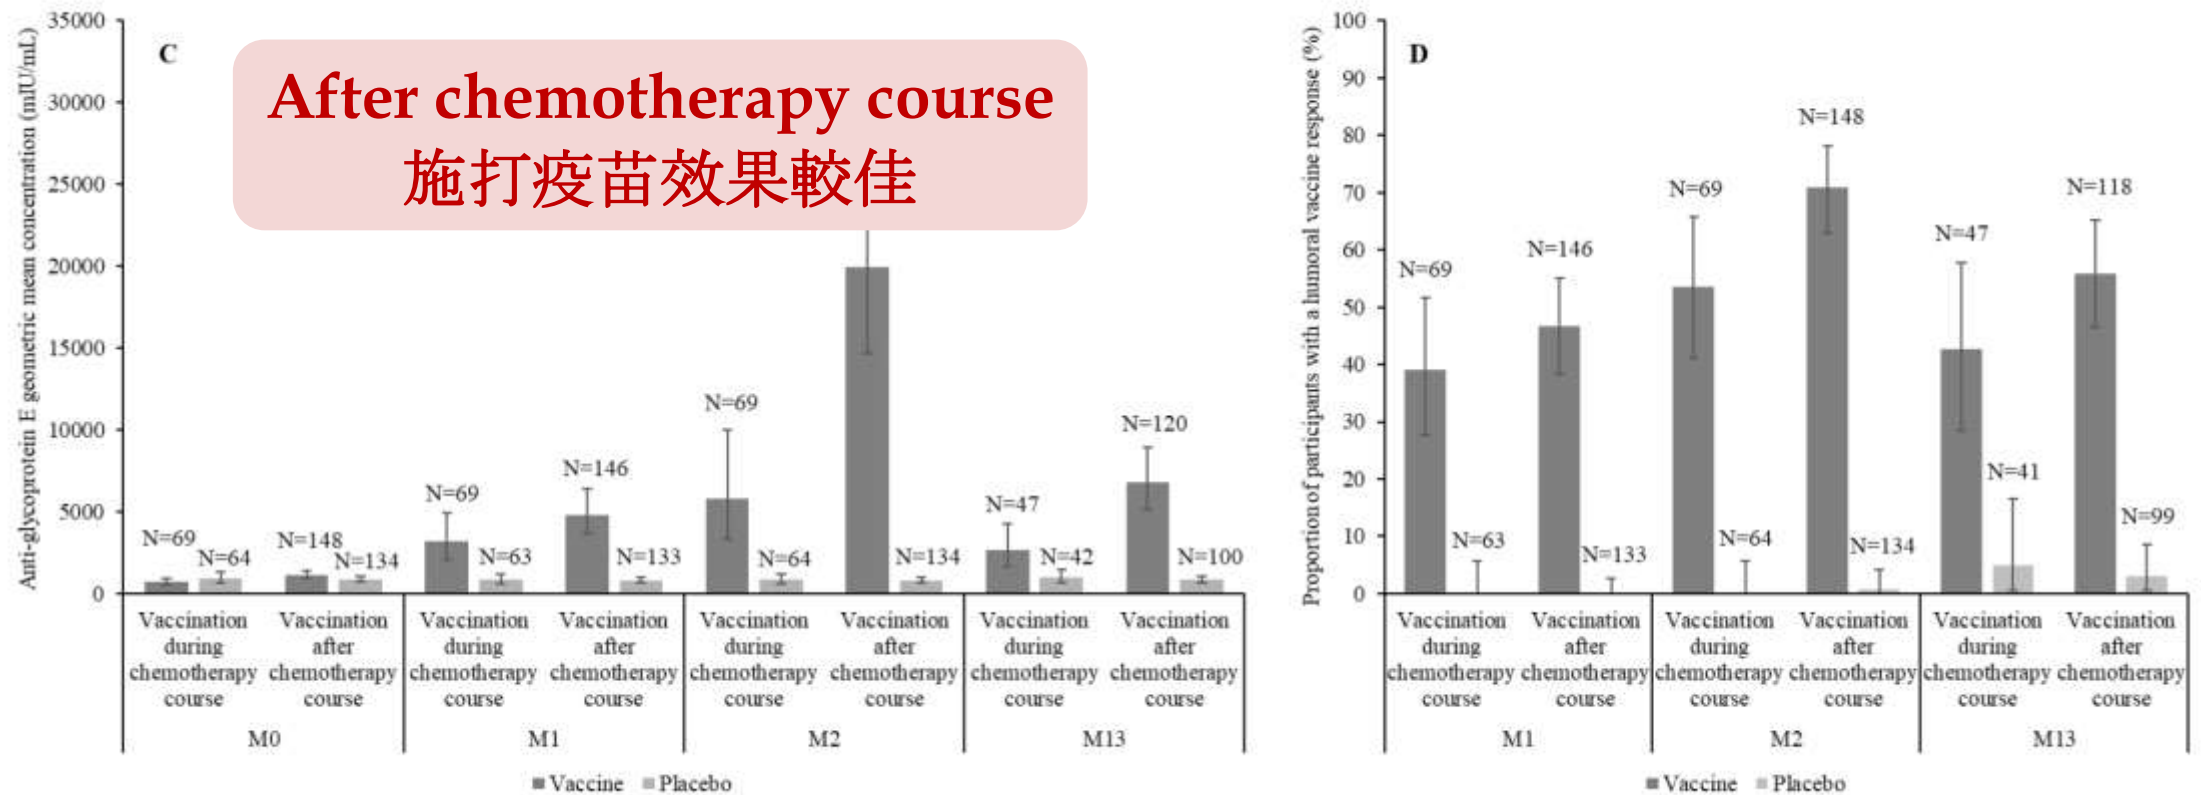 C
After chemotherapy course
施打疫苗效果較佳
Anti-glycoprotein E geometric mean concentration (mIU/mL)
35000
30000
25000
20000
15000
10000
5000
0
N=69
N=64
N=148
N=134
N=69
N=63
N=146
N=133
N=69
N=64
N=134
N=47
N=42
N=120
N=100
Vaccination during chemotherapy course
Vaccination after chemotherapy course
Vaccination during chemotherapy course
Vaccination after chemotherapy course
Vaccination during chemotherapy course
Vaccination after chemotherapy course
Vaccination during chemotherapy course
Vaccination after chemotherapy course
M0
M1
M2
M13
Vaccine
Placebo
D
Proportion of participants with a humoral vaccine response (%)
100
90
80
70
60
50
40
30
20
10
0
N=69
N=63
N=146
N=133
N=69
N=64
N=148
N=134
N=47
N=41
N=118
N=99
Vaccination during chemotherapy course
Vaccination after chemotherapy course
Vaccination during chemotherapy course
Vaccination after chemotherapy course
Vaccination during chemotherapy course
Vaccination after chemotherapy course
M1
M2
M13
Vaccine
Placebo